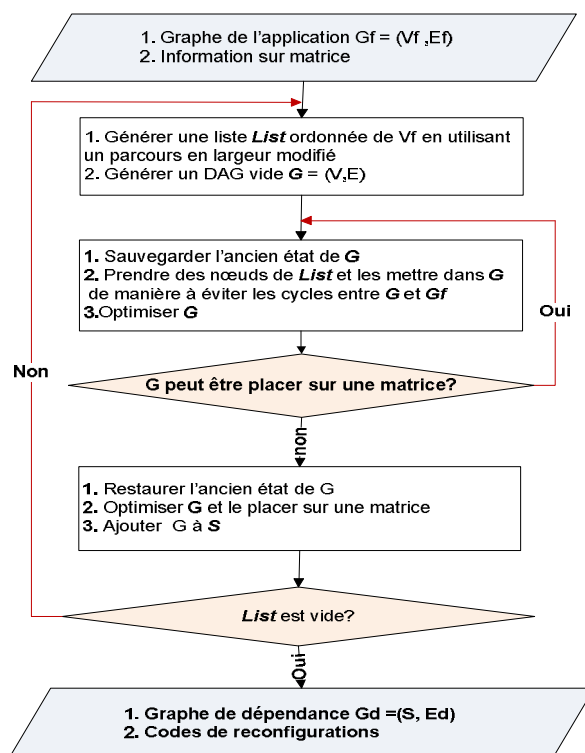 1. Graphe de l'application Gf = (Vf ,Ef)
2. Information sur matrice
1. Générer une liste List ordonnée de Vf en utilisant
un parcours en largeur modifié
2. Générer un DAG vide G = (V,E)
1. Sauvegarder l'ancien état de G
2. Prendre des nœuds de List et les mettre dans G
de manière à éviter les cycles entre G et Gf
3.Optimiser G
Oui
Non
G peut être placer sur une matrice?
non
1. Restaurer l'ancien état de G
2. Optimiser G et le placer sur une matrice
3. Ajouter G à S
List est vide?
Oui
1. Graphe de dépendance Gd =(S, Ed)
2. Codes de reconfigurations